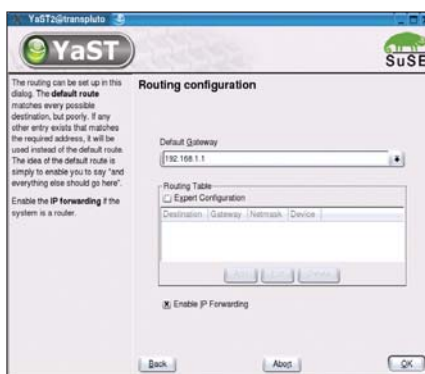 YaST2@transpluto
YaST
SuSE
The routing can be set up in this
dialog. The default route
matches every possible
destination, but poorly. If any
other entry exists that matches
the required address, it will be
used instead of the default route.
The idea of the default route is
simply to enable you to say "and
everything else should go here".
Enable the IP forwarding if the
system is a router.
Routing configuration
Default Gateway
192.168.1.1
Routing Table
Expert Configuration
Destination Gateway Netmask Device
Enable IP Forwarding
Back
Abort
OK